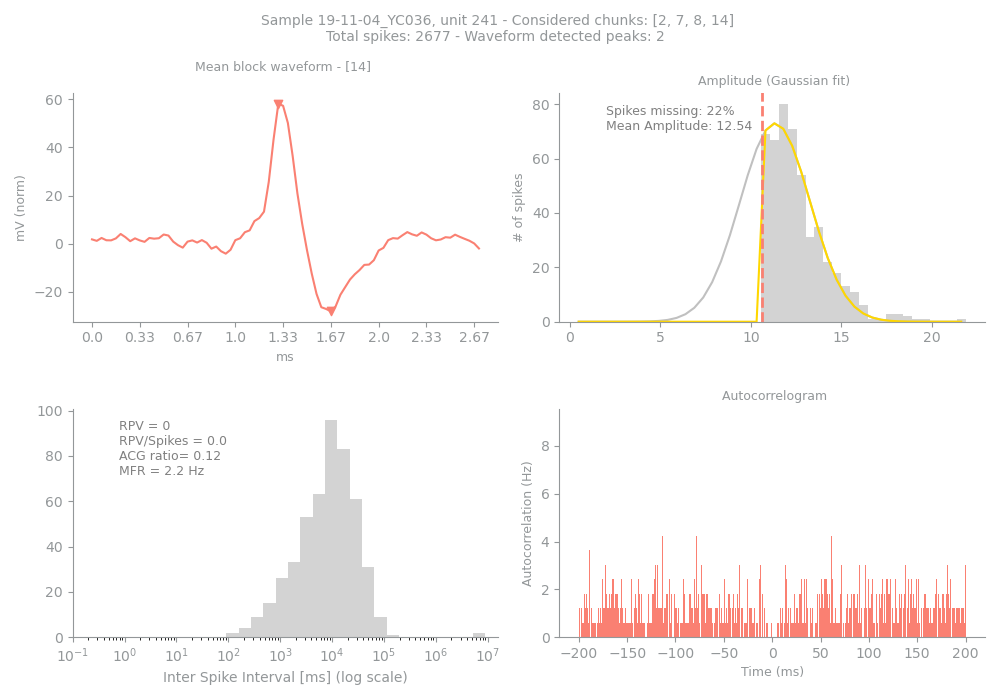 Sample 19-11-04_YC036, unit 241 - Considered chunks: [2, 7, 8, 14]
Total spikes: 2677 - Waveform detected peaks: 2
Mean block waveform - [14]
60
40
20
0
−20
mV (norm)
0.0 0.33 0.67 1.0 1.33 1.67 2.0 2.33 2.67
ms
Amplitude (Gaussian fit)
Spikes missing: 22%
Mean Amplitude: 12.54
80
60
40
20
0
# of spikes
0 5 10 15 20
100
80
60
40
20
0
RPV = 0
RPV/Spikes = 0.0
ACG ratio= 0.12
MFR = 2.2 Hz
10⁻¹ 10⁰ 10¹ 10² 10³ 10⁴ 10⁵ 10⁶ 10⁷
Inter Spike Interval [ms] (log scale)
Autocorrelogram
8
6
4
2
0
Autocorrelation (Hz)
−200 −150 −100 −50 0 50 100 150 200
Time (ms)